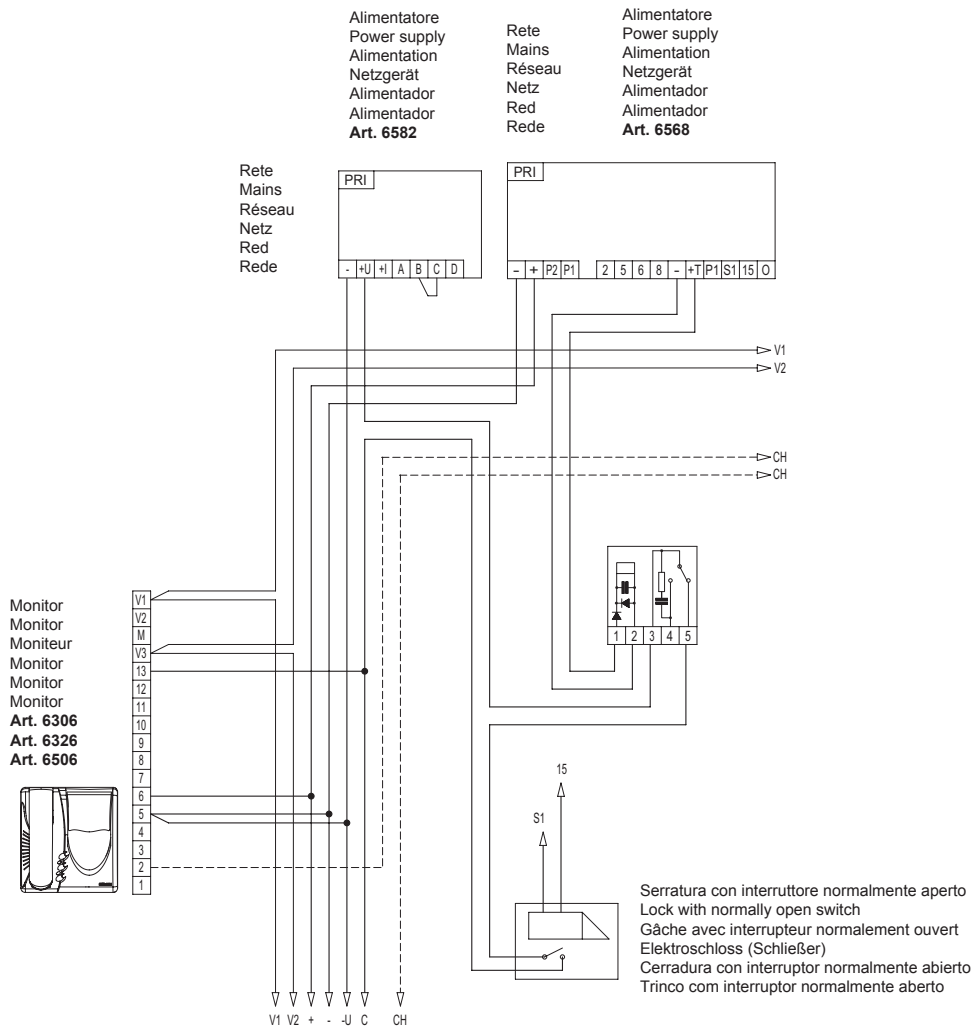 Alimentatore
Power supply
Alimentation
Netzgerät
Alimentador
Alimentador
Art. 6582
Rete
Mains
Réseau
Netz
Red
Rede
Alimentatore
Power supply
Alimentation
Netzgerät
Alimentador
Alimentador
Art. 6568
Rete
Mains
Réseau
Netz
Red
Rede
PRI
- +U +I A B C D
PRI
- + P2 P1 2 5 6 8 - +T P1 S1 15 O
V1
V2
CH
CH
1 2 3 4 5
Monitor
Monitor
Moniteur
Monitor
Monitor
Monitor
Art. 6306
Art. 6326
Art. 6506
V1
V2
M
V3
13
12
11
10
9
8
7
6
5
4
3
2
1
15
S1
Serratura con interruttore normalmente aperto
Lock with normally open switch
Gâche avec interrupteur normalement ouvert
Elektroschloss (Schließer)
Cerradura con interruptor normalmente abierto
Trinco com interruptor normalmente aberto
V1 V2 + - -U C CH